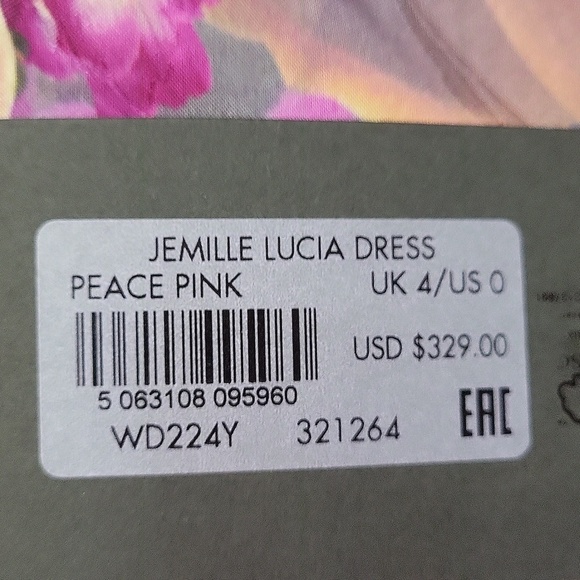 JEMILLE LUCIA DRESS
PEACE PINK UK 4/US 0
USD $329.00
5 063108 095960
WD224Y 321264 EAC